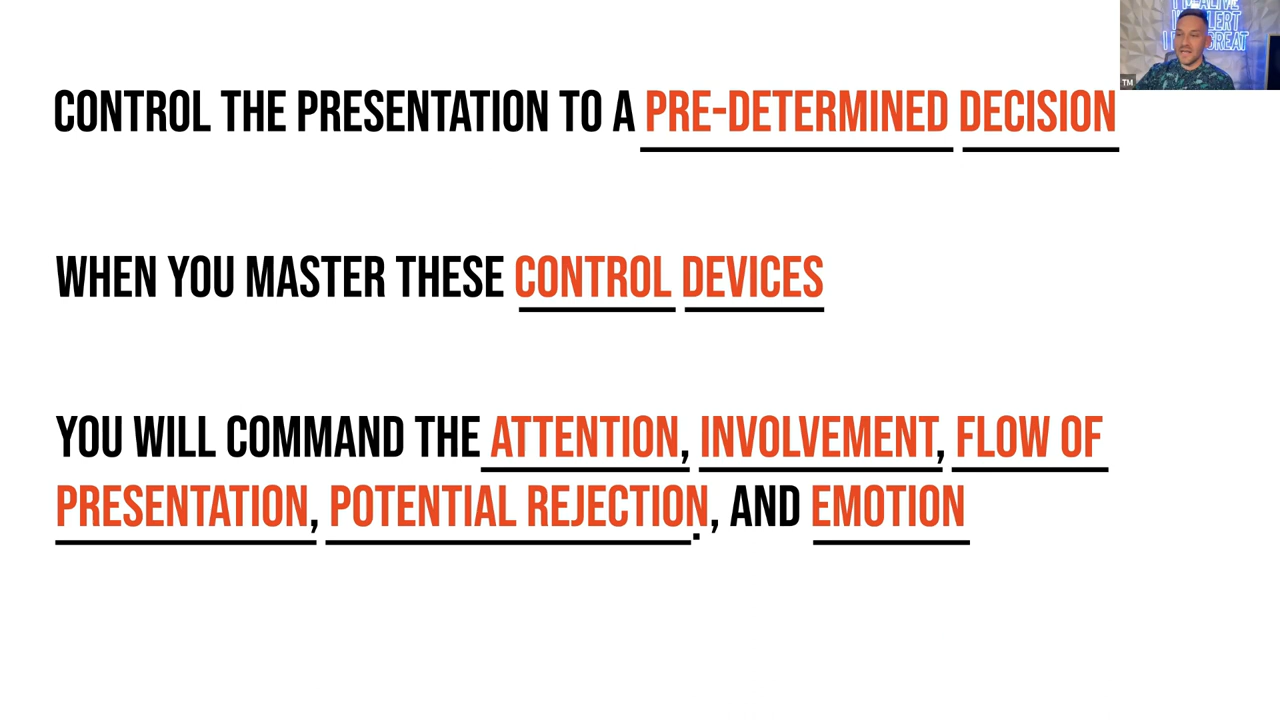 CONTROL THE PRESENTATION TO A PRE-DETERMINED DECISION
WHEN YOU MASTER THESE CONTROL DEVICES
YOU WILL COMMAND THE ATTENTION, INVOLVEMENT, FLOW OF
PRESENTATION, POTENTIAL REJECTION., AND EMOTION
TM